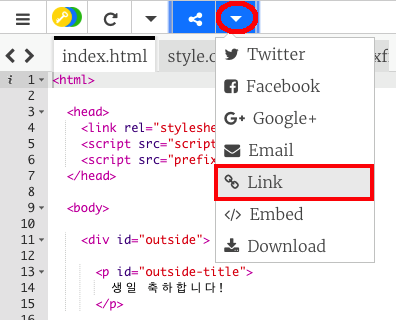 index.html
style.c
xf
Twitter
Facebook
Google+
Email
Link
Embed
Download
i 1 <html>
2
3 <head>
4 <link rel="styleshe
5 <script src="script
6 <script src="prefix
7 </head>
8
9 <body>
10
11 <div id="outside">
12
13 <p id="outside-title">
14 생일 축하합니다!
15 </p>
16